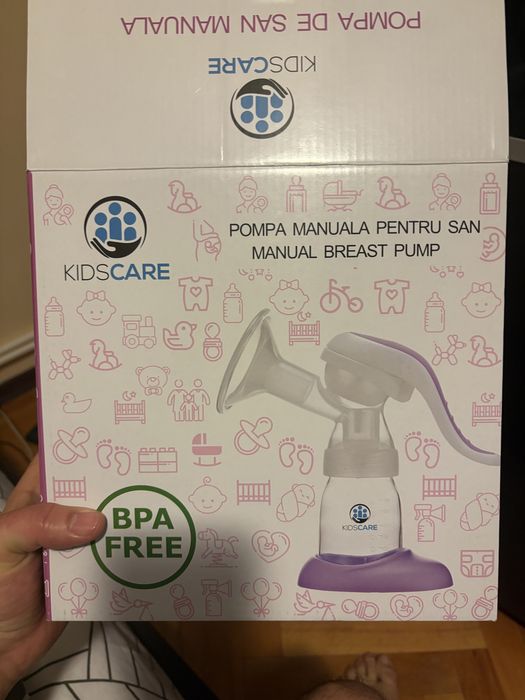 POMPA DE SAN MANUALA
KIDSCARE
KIDSCARE
POMPA MANUALA PENTRU SAN
MANUAL BREAST PUMP
KIDSCARE
BPA
FREE